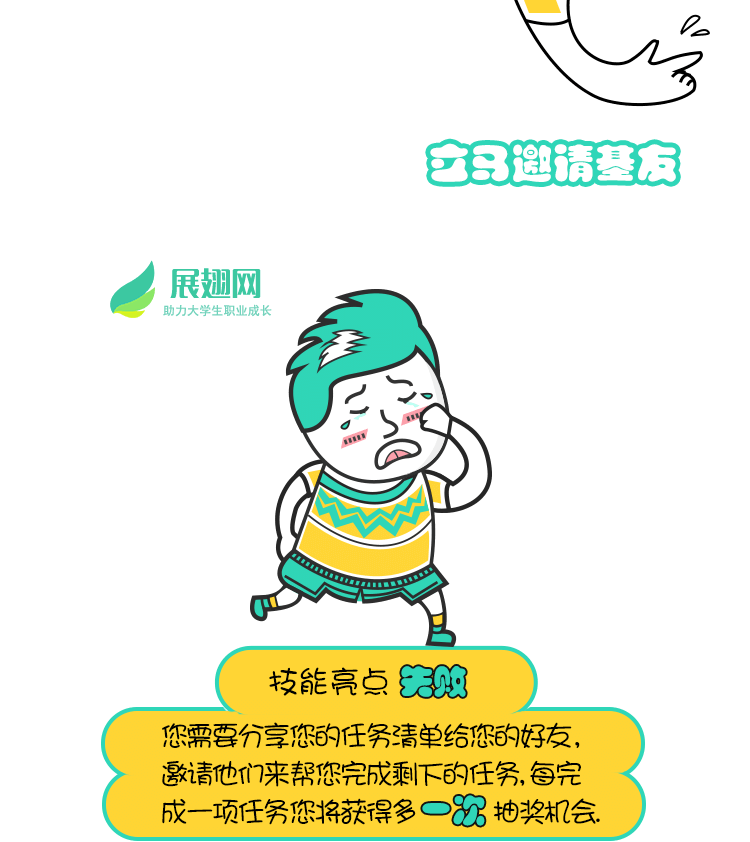 立马邀请基友
展翅网
助力大学生职业成长
技能亮点 失败
您需要分享您的任务清单给您的好友,
邀请他们来帮您完成剩下的任务,每完
成一项任务您将获得多一次抽奖机会.